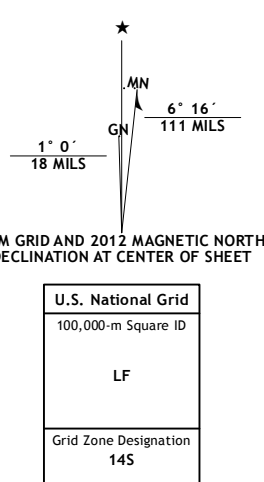 ★
MN
GN
6° 16´
111 MILS
1° 0´
18 MILS
M GRID AND 2012 MAGNETIC NORTH
DECLINATION AT CENTER OF SHEET
U.S. National Grid
100,000-m Square ID
LF
Grid Zone Designation
14S